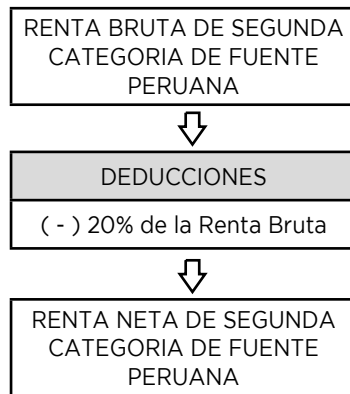 RENTA BRUTA DE SEGUNDA
CATEGORIA DE FUENTE
PERUANA
DEDUCCIONES
( - ) 20% de la Renta Bruta
RENTA NETA DE SEGUNDA
CATEGORIA DE FUENTE
PERUANA